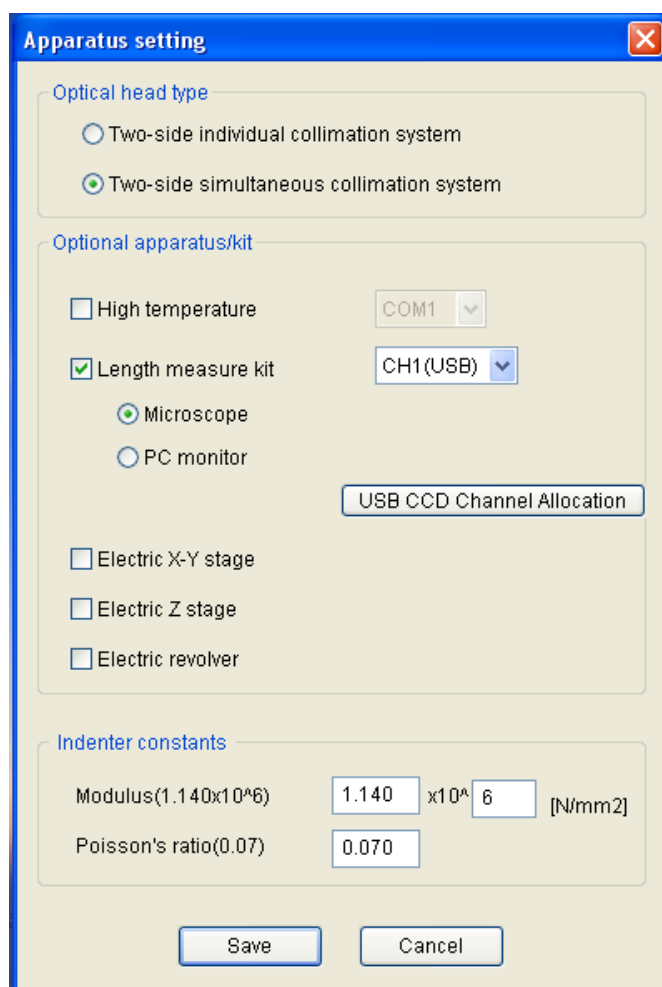 Apparatus setting
Optical head type
Two-side individual collimation system
Two-side simultaneous collimation system
Optional apparatus/kit
High temperature COM1
Length measure kit CH1(USB)
Microscope
PC monitor
USB CCD Channel Allocation
Electric X-Y stage
Electric Z stage
Electric revolver
Indenter constants
Modulus(1.140x10^6) 1.140 x10^ 6 [N/mm2]
Poisson's ratio(0.07) 0.070
Save Cancel